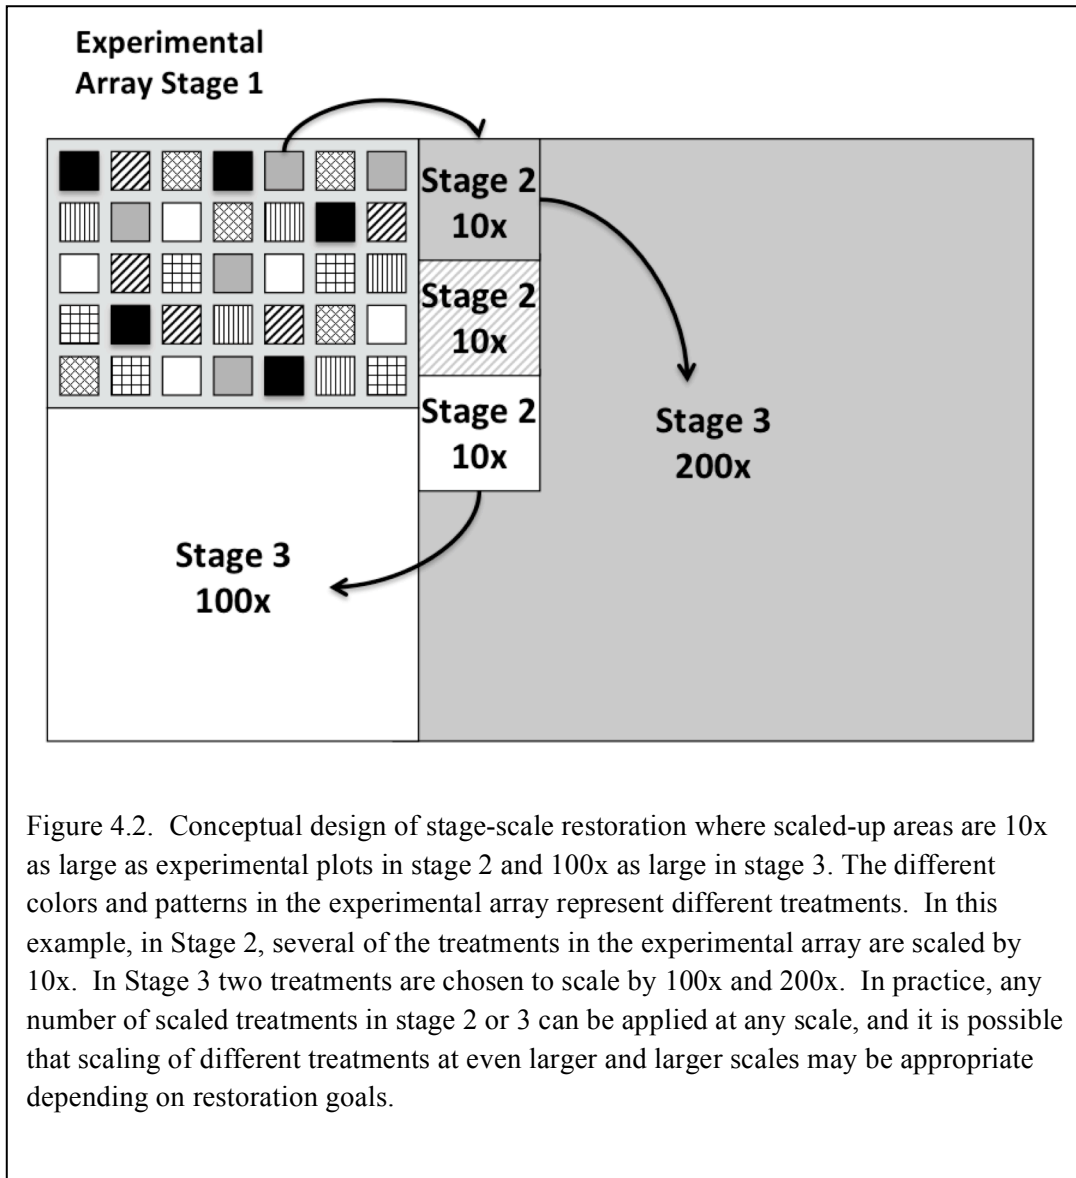 Experimental
Array Stage 1
Stage 2
10x
Stage 2
10x
Stage 2
10x
Stage 3
200x
Stage 3
100x
Figure 4.2.  Conceptual design of stage-scale restoration where scaled-up areas are 10x
as large as experimental plots in stage 2 and 100x as large in stage 3. The different
colors and patterns in the experimental array represent different treatments.  In this
example, in Stage 2, several of the treatments in the experimental array are scaled by
10x.  In Stage 3 two treatments are chosen to scale by 100x and 200x.  In practice, any
number of scaled treatments in stage 2 or 3 can be applied at any scale, and it is possible
that scaling of different treatments at even larger and larger scales may be appropriate
depending on restoration goals.